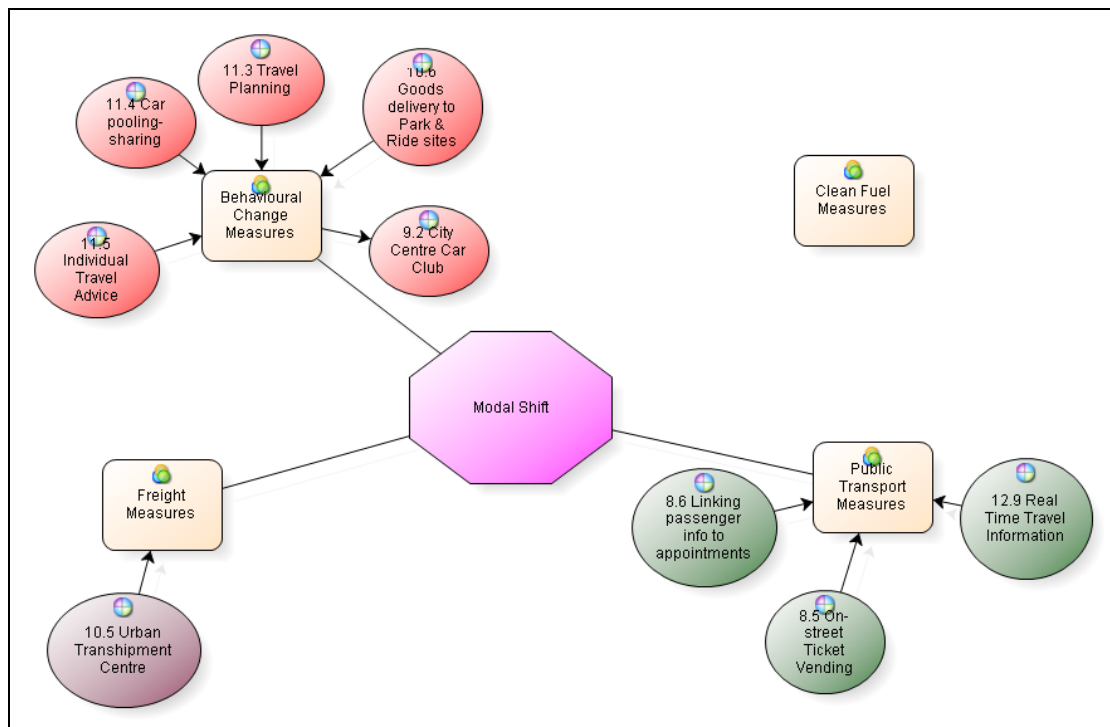 11.3 Travel
Planning
10.6
Goods
delivery to
Park &
Ride sites
11.4 Car
pooling-
sharing
Behavioural
Change
Measures
Clean Fuel
Measures
9.2 City
Centre Car
Club
11.5
Individual
Travel
Advice
Modal Shift
Freight
Measures
Public
Transport
Measures
8.6 Linking
passenger
info to
appointments
12.9 Real
Time Travel
Information
10.5 Urban
Transhipment
Centre
8.5 On-
street
Ticket
Vending